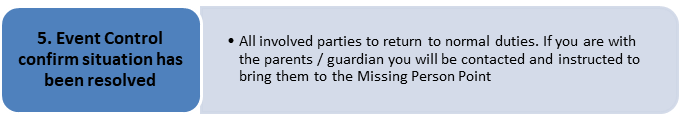 5. Event Control
confirm situation has
been resolved
• All involved parties to return to normal duties. If you are with
the parents / guardian you will be contacted and instructed to
bring them to the Missing Person Point